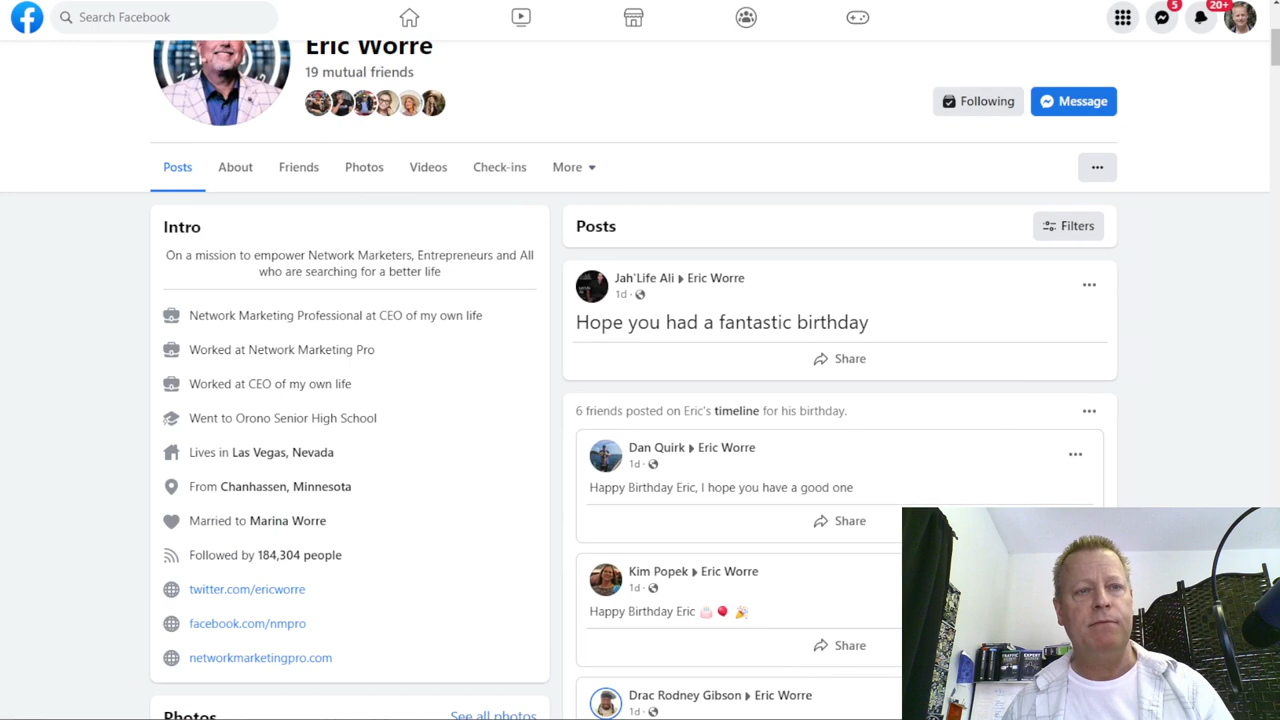 Search Facebook
5
20+
Eric Worre
19 mutual friends
Following
Message
Posts
About
Friends
Photos
Videos
Check-ins
More
Intro
On a mission to empower Network Marketers, Entrepreneurs and All
who are searching for a better life
Network Marketing Professional at CEO of my own life
Worked at Network Marketing Pro
Worked at CEO of my own life
Went to Orono Senior High School
Lives in Las Vegas, Nevada
From Chanhassen, Minnesota
Married to Marina Worre
Followed by 184,304 people
twitter.com/ericworre
facebook.com/nmpro
networkmarketingpro.com
Photos
See all photos
Posts
Filters
Jah'Life Ali ▶ Eric Worre
1d ·
Hope you had a fantastic birthday
Share
6 friends posted on Eric's timeline for his birthday.
Dan Quirk ▶ Eric Worre
1d ·
Happy Birthday Eric, I hope you have a good one
Share
Kim Popek ▶ Eric Worre
1d ·
Happy Birthday Eric 🎂 🎈 🎉
Share
Drac Rodney Gibson ▶ Eric Worre
1d ·
TRAFFIC
EXPERT